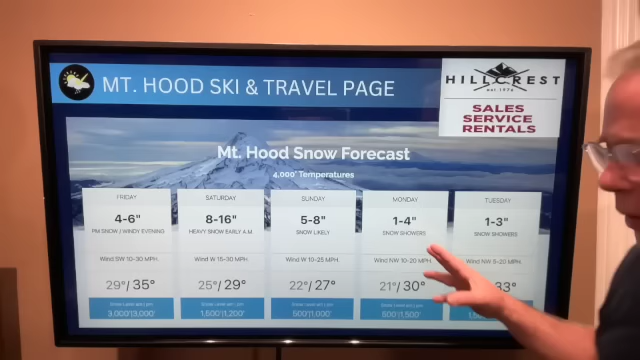 MT. HOOD SKI & TRAVEL PAGE
HILLCREST
est. 1974
SALES
SERVICE
RENTALS
Mt. Hood Snow Forecast
4,000' Temperatures
FRIDAY
4-6"
PM SNOW / WINDY EVENING
Wind SW 10-30 MPH
29°/35°
3,000'|3,000'
SATURDAY
8-16"
HEAVY SNOW EARLY A.M.
Wind W 15-30 MPH
25°/29°
1,500'|1,200'
SUNDAY
5-8"
SNOW LIKELY
Wind W 10-25 MPH.
22°/27°
500'|1,000'
MONDAY
1-4"
SNOW SHOWERS
Wind NW 10-20 MPH.
21°/30°
TUESDAY
1-3"
SNOW SHOWERS
Wind NW 5-20 MPH
33°